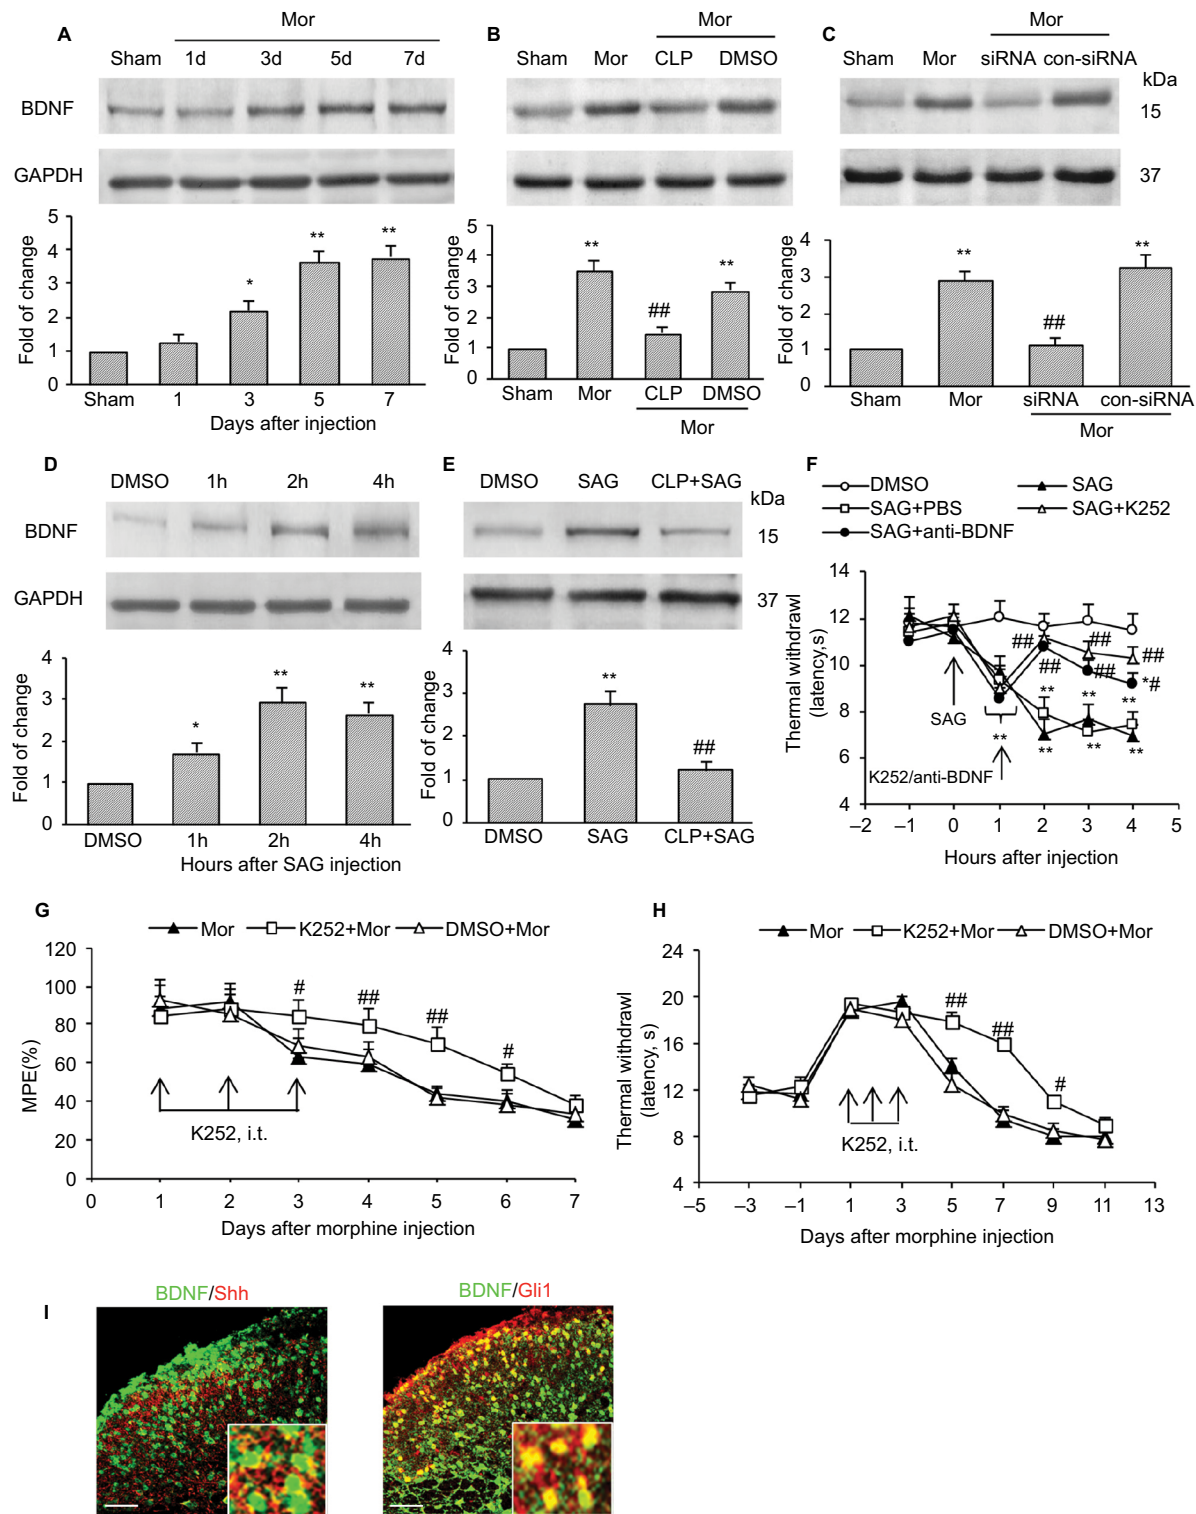 A
Mor
Sham 1d 3d 5d 7d
BDNF
GAPDH
Fold of change
5
4
3
2
1
0
*
**
**
Sham 1 3 5 7
Days after injection
B
Mor
Sham Mor CLP DMSO
Fold of change
5
4
3
2
1
0
**
##
**
Sham Mor CLP DMSO
Mor
C
Mor
Sham Mor siRNA con-siRNA
kDa
15
37
Fold of change
4
3
2
1
0
**
##
**
Sham Mor siRNA con-siRNA
Mor
D
DMSO 1h 2h 4h
BDNF
GAPDH
Fold of change
4
3
2
1
0
*
**
**
DMSO 1h 2h 4h
Hours after SAG injection
E
DMSO SAG CLP+SAG
kDa
15
37
Fold of change
4
3
2
1
0
**
##
DMSO SAG CLP+SAG
F
DMSO SAG
SAG+PBS SAG+K252
SAG+anti-BDNF
Thermal withdrawl
(latency,s)
14
12
10
8
6
4
## ## ##
## ## *#
** ** **
** ** ** **
SAG
K252/anti-BDNF
–2 –1 0 1 2 3 4 5
Hours after injection
G
Mor K252+Mor DMSO+Mor
MPE(%)
120
100
80
60
40
20
0
# ## ## #
K252, i.t.
0 1 2 3 4 5 6 7
Days after morphine injection
H
Mor K252+Mor DMSO+Mor
Thermal withdrawl
(latency, s)
24
20
16
12
8
4
## ## #
K252, i.t.
–5 –3 –1 1 3 5 7 9 11 13
Days after morphine injection
I
BDNF/Shh
BDNF/Gli1